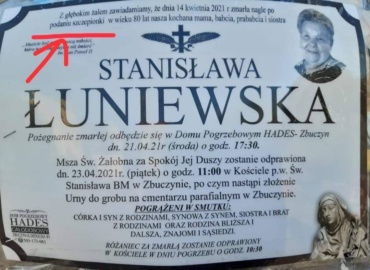 Z głębokim żalem zawiadamiamy, że dn 14 kwietnia 2021 r zmarła nagle po
podaniu szczepionki w wieku 80 lat nasza kochana mama, babcia, prababcia i siostra
STANISŁAWA
ŁUNIEWSKA
Pożegnanie zmarłej odbędzie się w Domu Pogrzebowym HADES- Zbuczyn
dn. 21.04.21r (środa) o godz. 17:30.
Msza Św. Żałobna za Spokój Jej Duszy zostanie odprawiona
dn. 23.04.2021r. (piątek) o godz. 11:00 w Kościele p.w. Św.
Stanisława BM w Zbuczynie, po czym nastąpi złożenie
Urny do grobu na cmentarzu parafialnym w Zbuczynie.
POGRĄŻENI W SMUTKU:
CÓRKA I SYN Z RODZINAMI, SYNOWA Z SYNEM, SIOSTRA I BRAT
Z RODZINAMI ORAZ RODZINA BLIŻSZA I
DALSZA, ZNAJOMI I SĄSIEDZI.
RÓŻANIEC ZA ZMARŁĄ ZOSTANIE ODPRAWIONY
W KOŚCIELE W DNIU POGRZEBU O GODZ. 10:30
DOM POGRZEBOWY
HADES